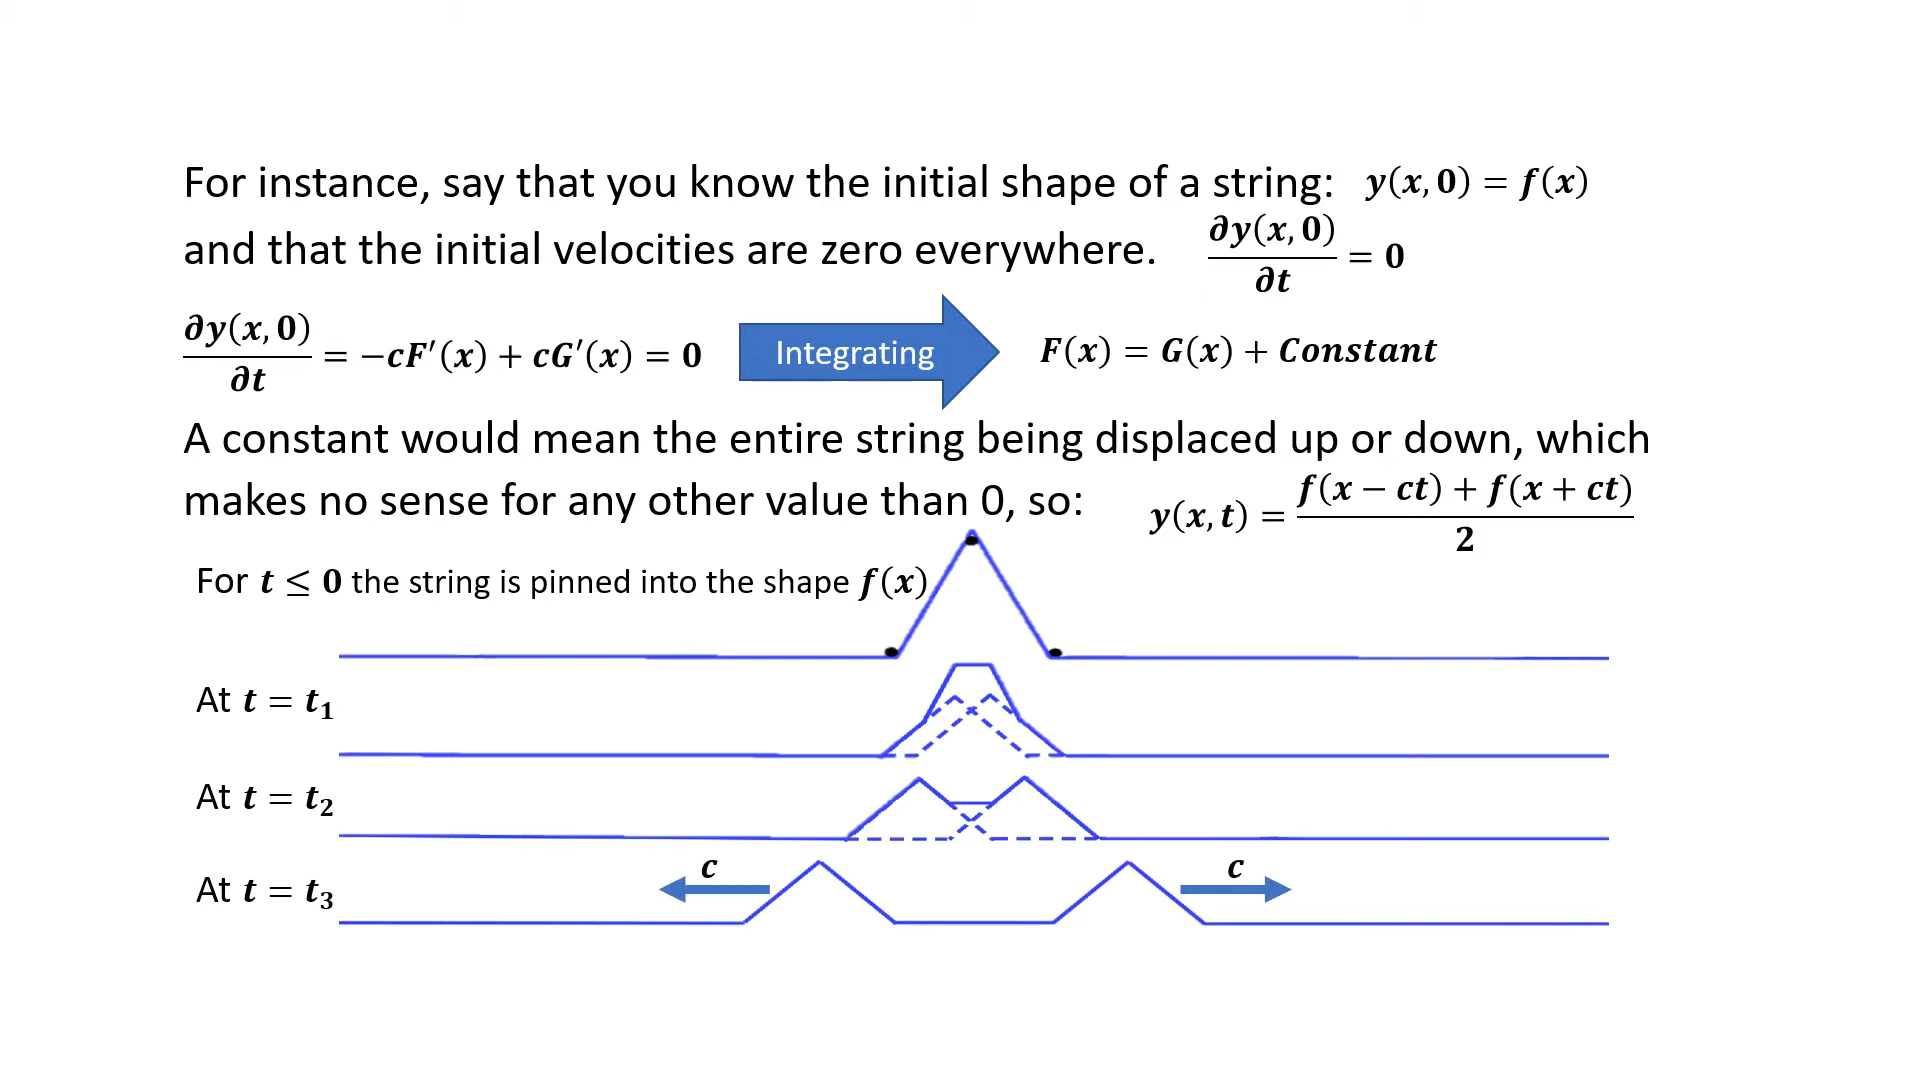 For instance, say that you know the initial shape of a string: y(x, 0) = f(x)
and that the initial velocities are zero everywhere. ∂y(x, 0)/∂t = 0
∂y(x, 0)/∂t = −cF′(x) + cG′(x) = 0 Integrating F(x) = G(x) + Constant
A constant would mean the entire string being displaced up or down, which
makes no sense for any other value than 0, so: y(x, t) = f(x − ct) + f(x + ct)/2
For t ≤ 0 the string is pinned into the shape f(x)
At t = t₁
At t = t₂
c c
At t = t₃